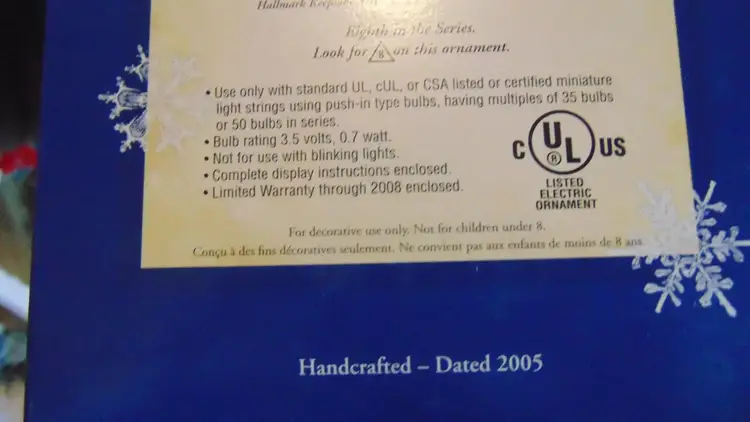 Hallmark
Eighth in the Series.
Look for 8 on this ornament.
• Use only with standard UL, cUL, or CSA listed or certified miniature
light strings using push-in type bulbs, having multiples of 35 bulbs
or 50 bulbs in series.
• Bulb rating 3.5 volts, 0.7 watt.
• Not for use with blinking lights.
• Complete display instructions enclosed.
• Limited Warranty through 2008 enclosed.
C UL® US
LISTED
ELECTRIC
ORNAMENT
For decorative use only. Not for children under 8.
Conçu à des fins décoratives seulement. Ne convient pas aux enfants de moins de 8 ans.
Handcrafted – Dated 2005